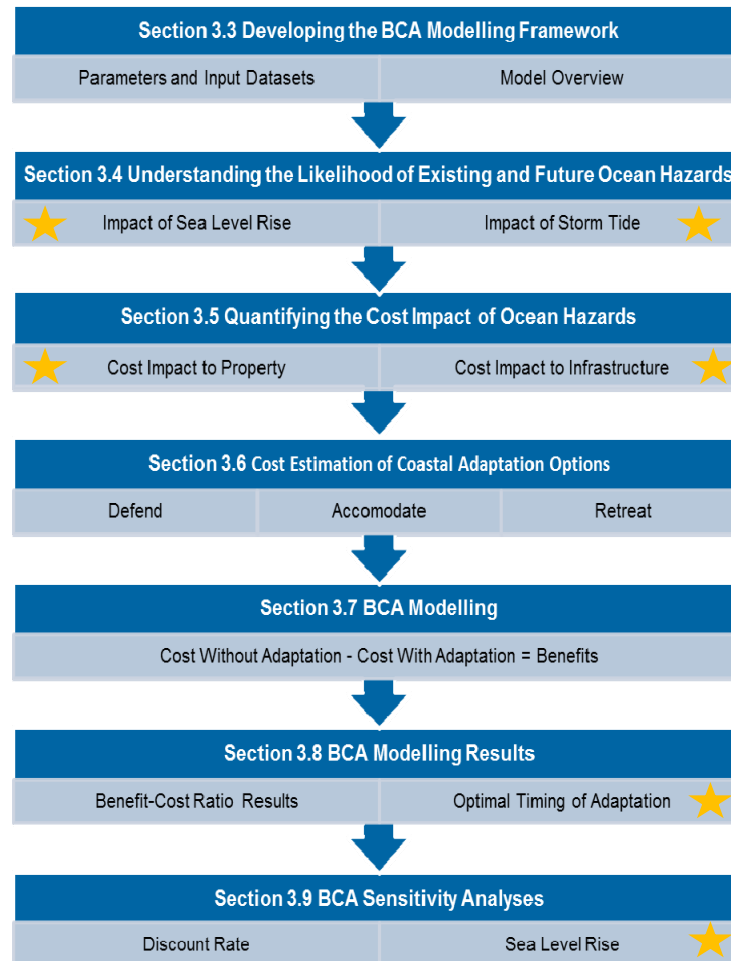 Section 3.3 Developing the BCA Modelling Framework
Parameters and Input Datasets
Model Overview
Section 3.4 Understanding the Likelihood of Existing and Future Ocean Hazards
Impact of Sea Level Rise
Impact of Storm Tide
Section 3.5 Quantifying the Cost Impact of Ocean Hazards
Cost Impact to Property
Cost Impact to Infrastructure
Section 3.6 Cost Estimation of Coastal Adaptation Options
Defend
Accomodate
Retreat
Section 3.7 BCA Modelling
Cost Without Adaptation - Cost With Adaptation = Benefits
Section 3.8 BCA Modelling Results
Benefit-Cost Ratio Results
Optimal Timing of Adaptation
Section 3.9 BCA Sensitivity Analyses
Discount Rate
Sea Level Rise